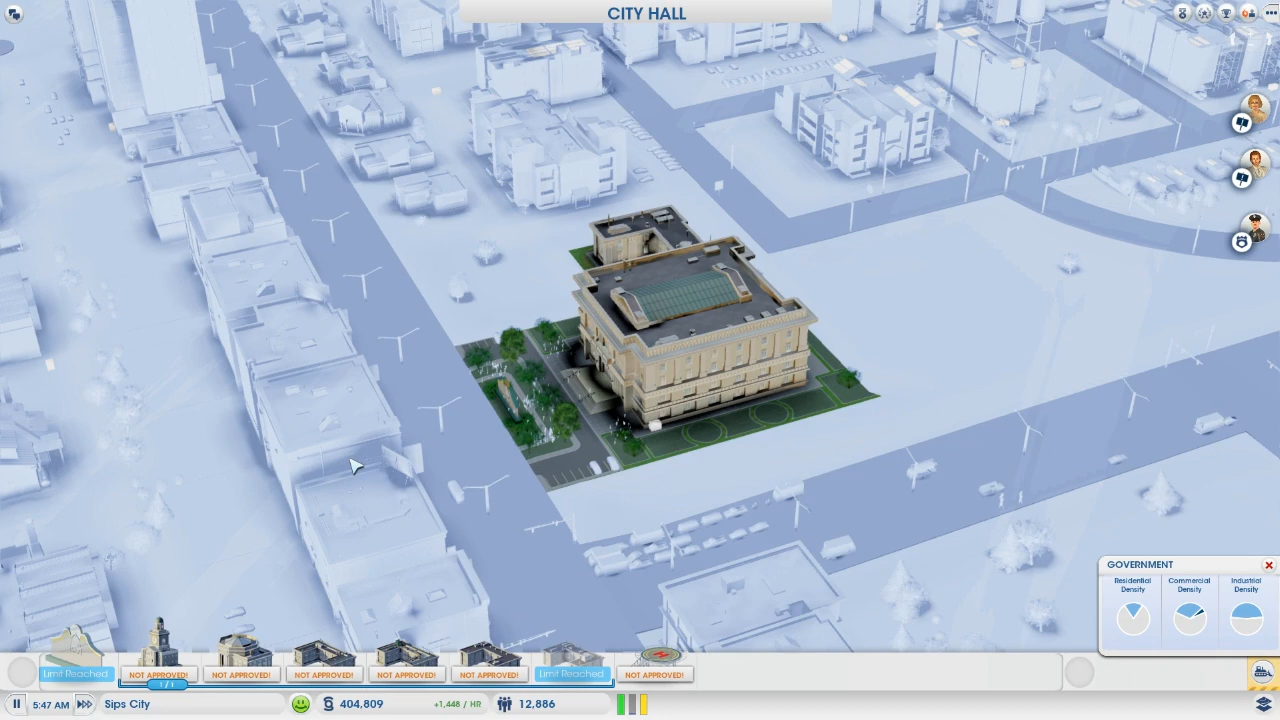 CITY HALL
GOVERNMENT
Residential Density
Commercial Density
Industrial Density
Limit Reached
NOT APPROVED!
NOT APPROVED!
NOT APPROVED!
NOT APPROVED!
NOT APPROVED!
Limit Reached
NOT APPROVED!
1 / 1
5:47 AM
Sips City
404,809
+1,448 / HR
12,886